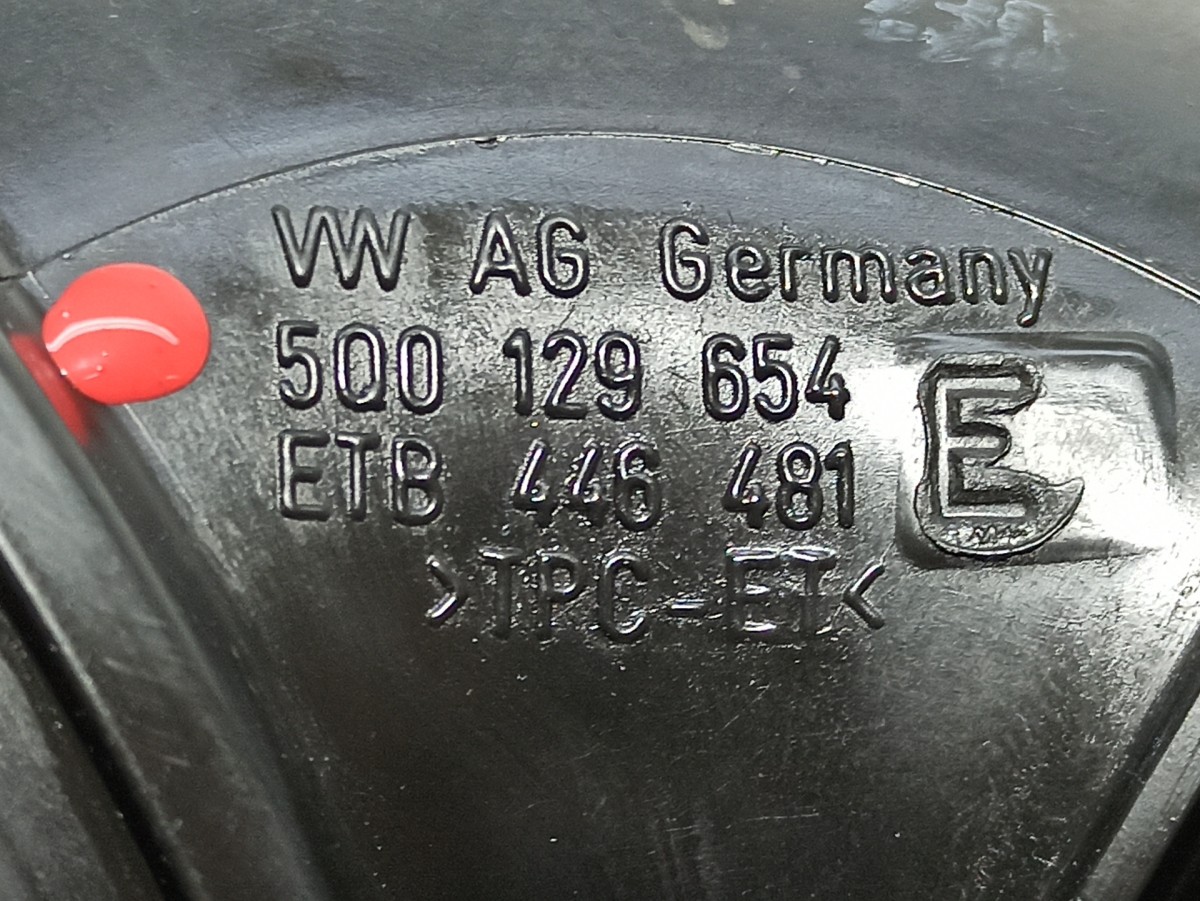 VW AG Germany
5Q0 129 654
E
ETB 446 481
>TPC-ET<